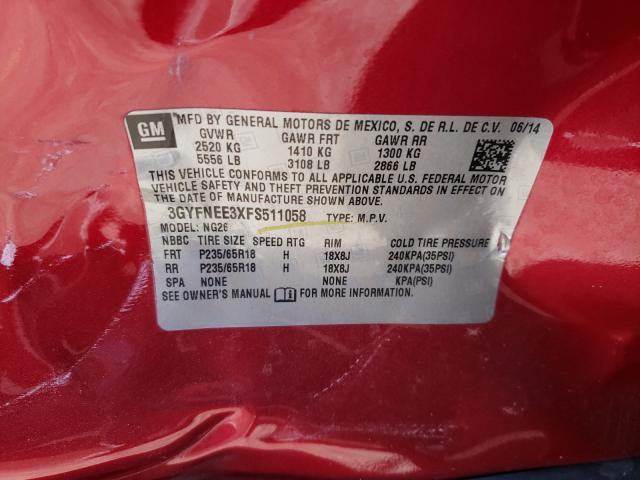 GM
MFD BY GENERAL MOTORS DE MEXICO, S. DE R.L. DE C.V. 06/14
GVWR GAWR FRT GAWR RR
2520 KG 1410 KG 1300 KG
5556 LB 3108 LB 2866 LB
THIS VEHICLE CONFORMS TO ALL APPLICABLE U.S. FEDERAL MOTOR
VEHICLE SAFETY AND THEFT PREVENTION STANDARDS IN EFFECT ON
THE DATE OF MANUFACTURE SHOWN ABOVE.
3GYFNEE3XFS511058 TYPE: M.P.V.
MODEL: NG26
NBBC TIRE SIZE SPEED RTG RIM COLD TIRE PRESSURE
FRT P235/65R18 H 18X8J 240KPA(35PSI)
RR P235/65R18 H 18X8J 240KPA(35PSI)
SPA NONE NONE KPA(PSI)
SEE OWNER'S MANUAL FOR MORE INFORMATION.